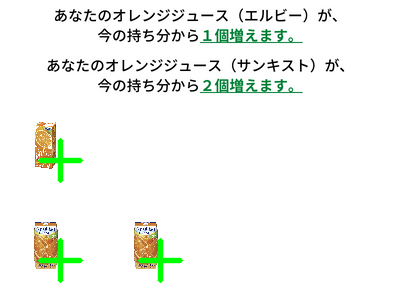 あなたのオレンジジュース（エルビー）が、
今の持ち分から１個増えます。
あなたのオレンジジュース（サンキスト）が、
今の持ち分から２個増えます。